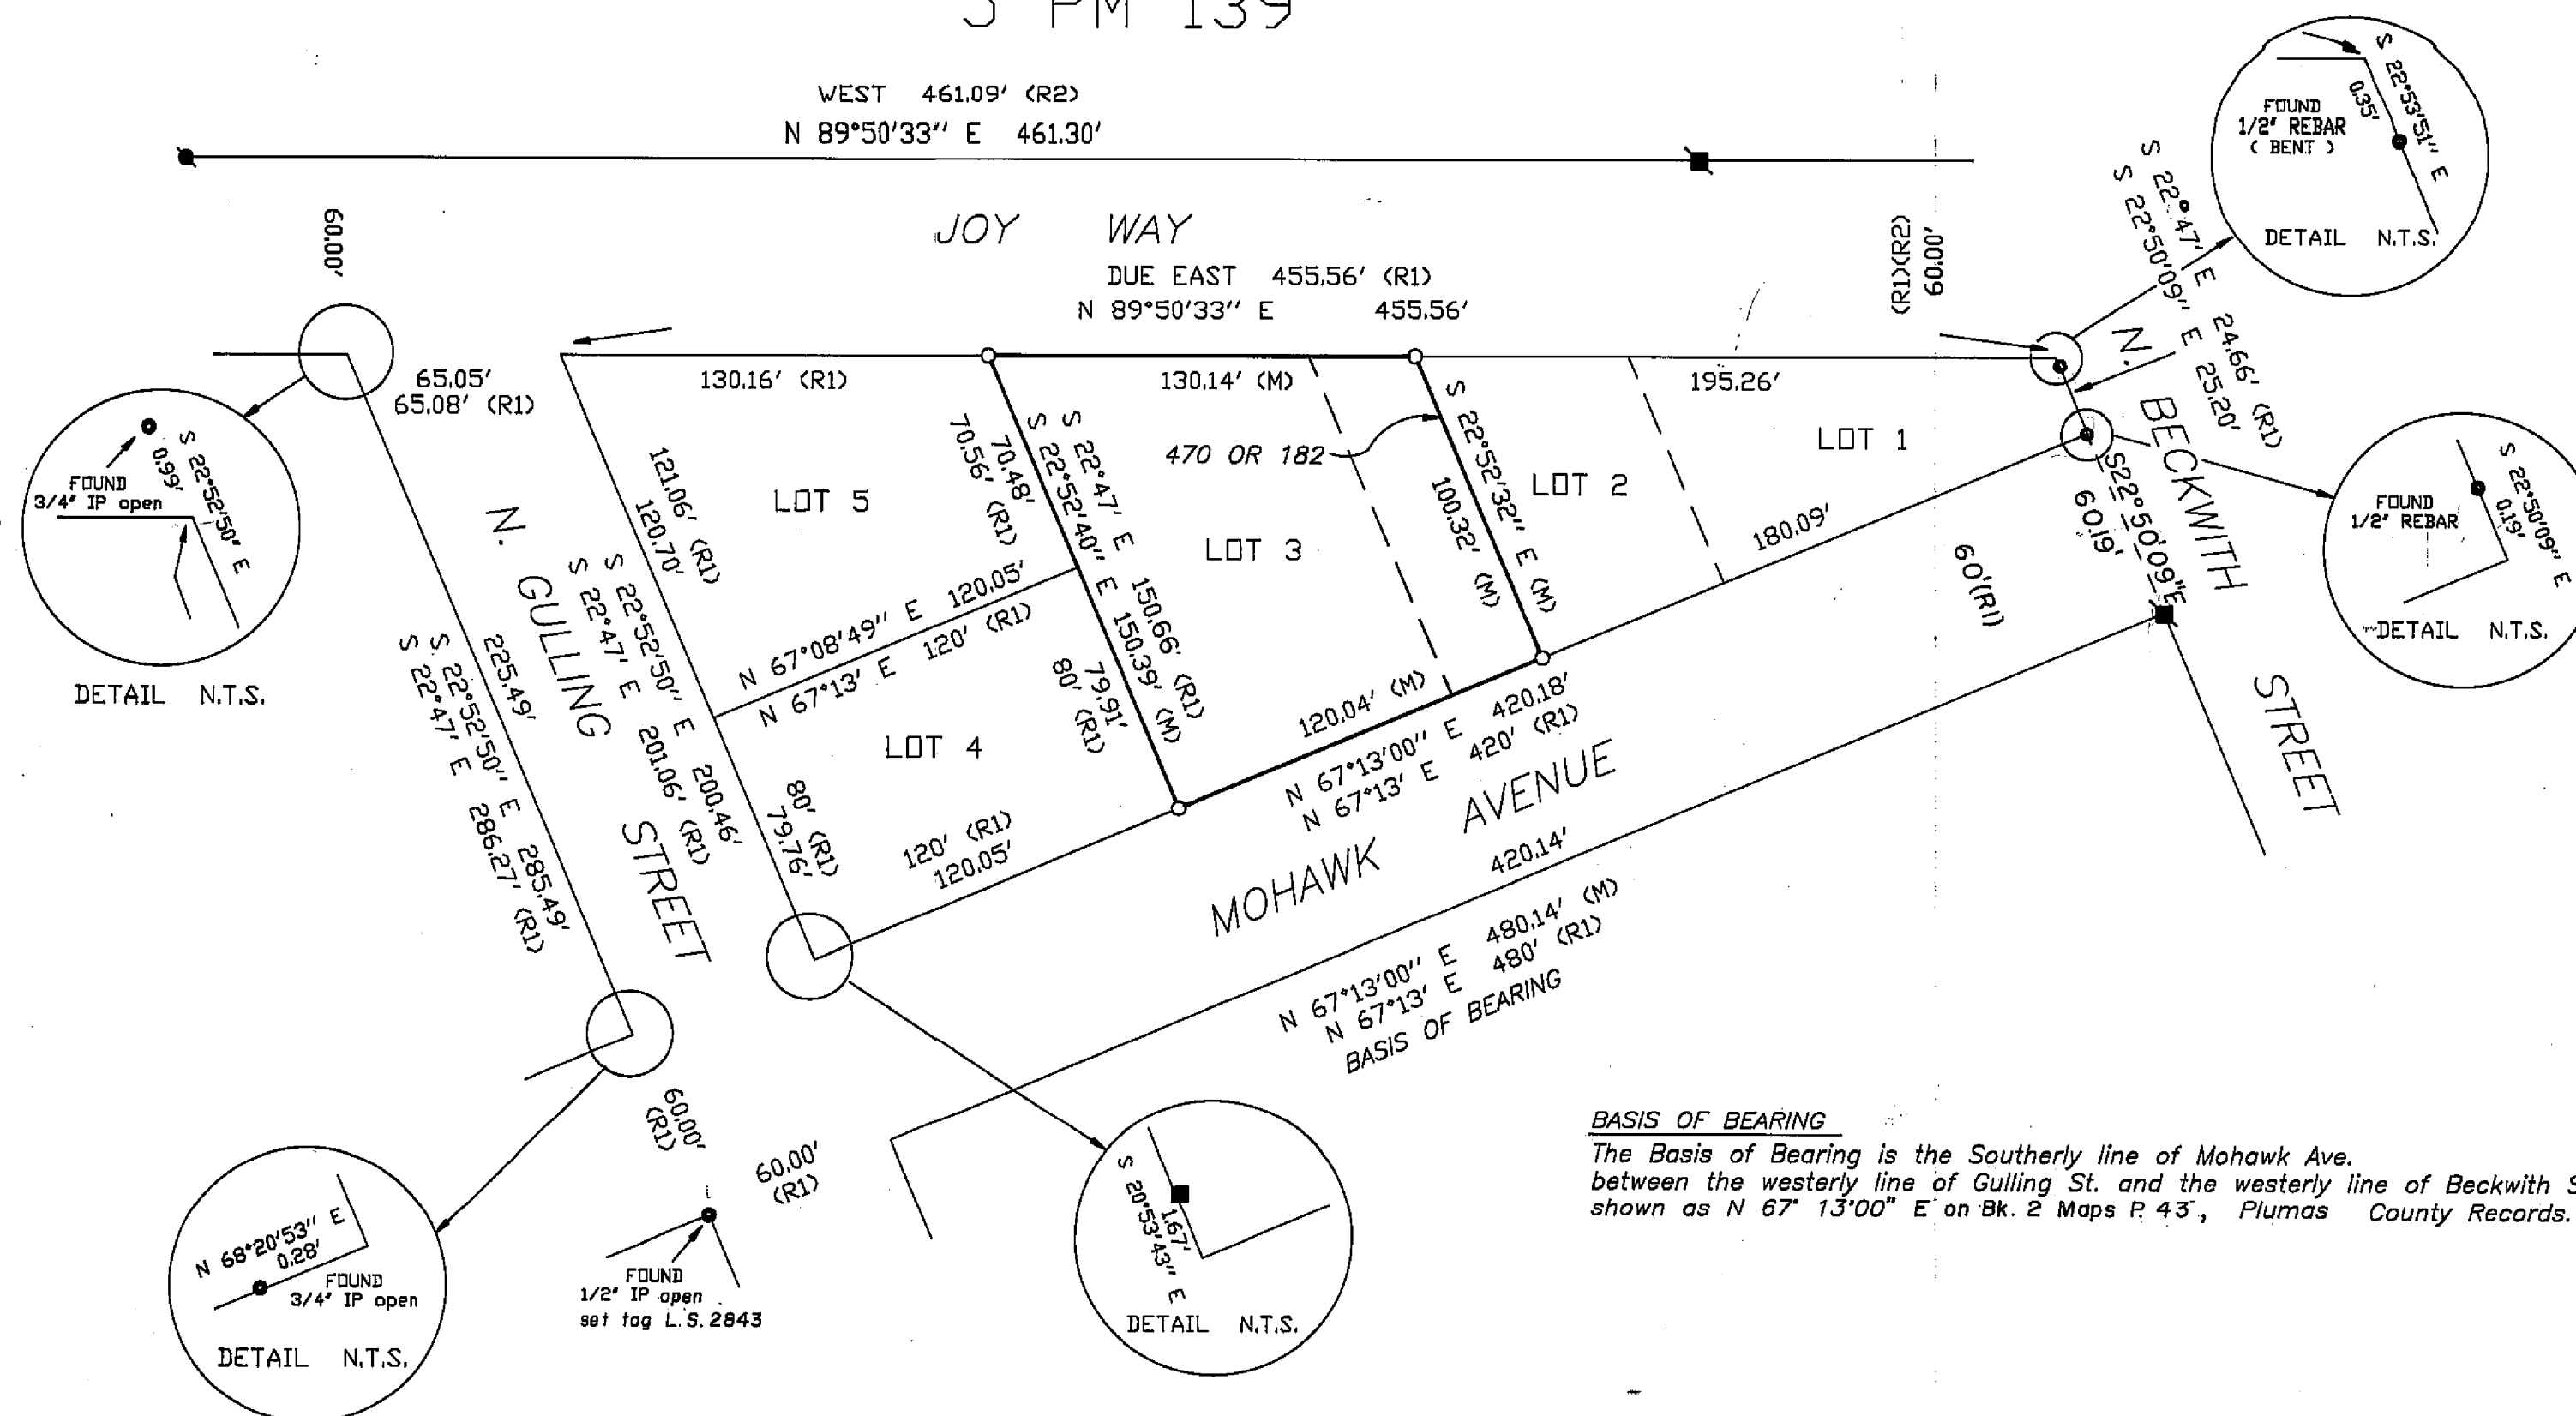 5 PM 139
WEST 461.09' (R2)
N 89°50'33" E 461.30'
60.00'
JOY WAY
DUE EAST 455.56' (R1)
N 89°50'33" E 455.56'
(R1)(R2)
60.00'
FOUND
1/2" REBAR
( BENT )
0.35'
S 22°53'51" E
DETAIL N.T.S.
S 22°47' E 24.66' (R1)
S 22°50'09" E 25.20'
65.05'
65.08' (R1)
130.16' (R1)
130.14' (M)
195.26'
FOUND
3/4" IP open
0.99'
S 22°52'50" E
DETAIL N.T.S.
N. GULLING STREET
121.06' (R1)
120.70'
LOT 5
70.48'
70.56' (R1)
S 22°47' E 150.66' (R1)
S 22°52'40" E 150.39' (M)
470 OR 182
LOT 3
S 22°52'32" E (M)
100.32' (M)
LOT 2
LOT 1
N. BECKWITH STREET
S22°50'09"E
60.19'
60'(R1)
FOUND
1/2" REBAR
0.19'
S 22°50'09" E
DETAIL N.T.S.
180.09'
N 67°08'49" E 120.05'
N 67°13' E 120' (R1)
S 22°52'50" E 200.46'
S 22°47' E 201.06' (R1)
225.49'
S 22°52'50" E 285.49'
S 22°47' E 286.27' (R1)
LOT 4
79.91'
80' (R1)
80' (R1)
79.76'
120' (R1)
120.05'
120.04' (M)
N 67°13'00" E 420.18'
N 67°13' E 420' (R1)
MOHAWK AVENUE
420.14'
N 67°13'00" E 480.14' (M)
N 67°13' E 480' (R1)
BASIS OF BEARING
60.00'
(R1)
60.00'
(R1)
N 68°20'53" E
0.28'
FOUND
3/4" IP open
DETAIL N.T.S.
FOUND
1/2" IP open
set tag L.S. 2843
1.67'
S 20°53'43" E
DETAIL N.T.S.
BASIS OF BEARING
The Basis of Bearing is the Southerly line of Mohawk Ave.
between the westerly line of Gulling St. and the westerly line of Beckwith S
shown as N 67° 13'00" E on Bk. 2 Maps P. 43, Plumas County Records.